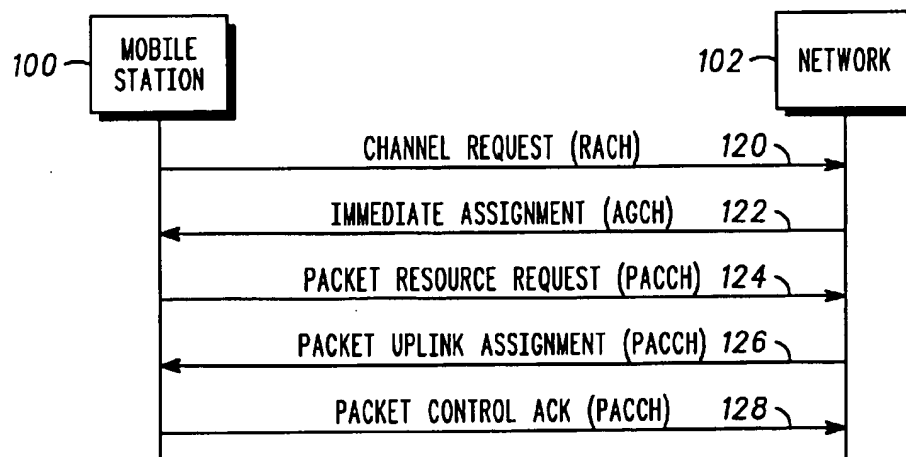 100
MOBILE
STATION
102
NETWORK
CHANNEL REQUEST (RACH) 120
IMMEDIATE ASSIGNMENT (AGCH) 122
PACKET RESOURCE REQUEST (PACCH) 124
PACKET UPLINK ASSIGNMENT (PACCH) 126
PACKET CONTROL ACK (PACCH) 128